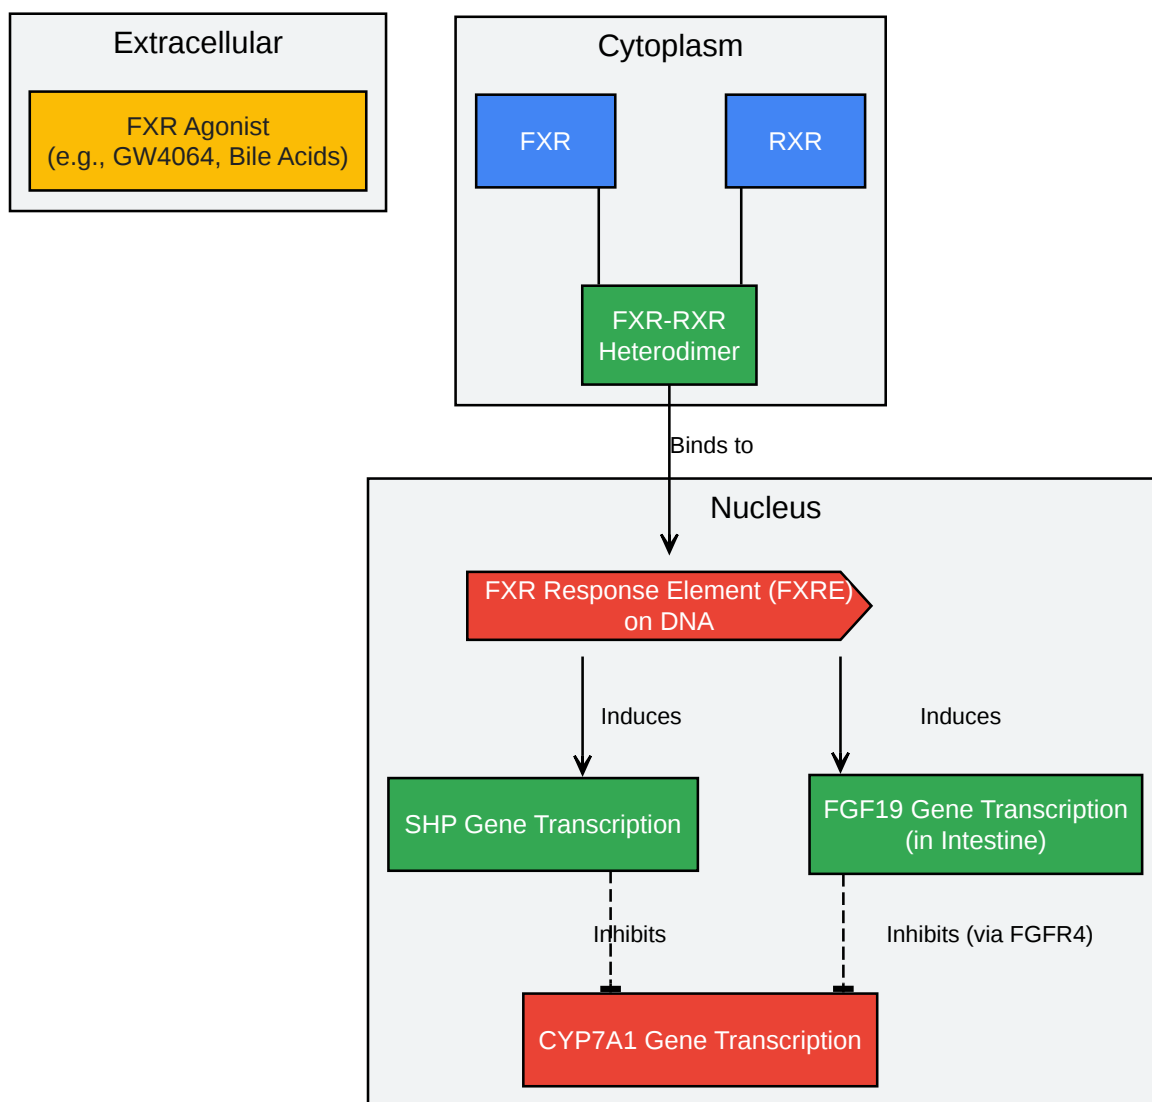 Extracellular
FXR Agonist
(e.g., GW4064, Bile Acids)
Cytoplasm
FXR
RXR
FXR-RXR
Heterodimer
Binds to
Nucleus
FXR Response Element (FXRE)
on DNA
Induces
Induces
SHP Gene Transcription
FGF19 Gene Transcription
(in Intestine)
Inhibits
Inhibits (via FGFR4)
CYP7A1 Gene Transcription